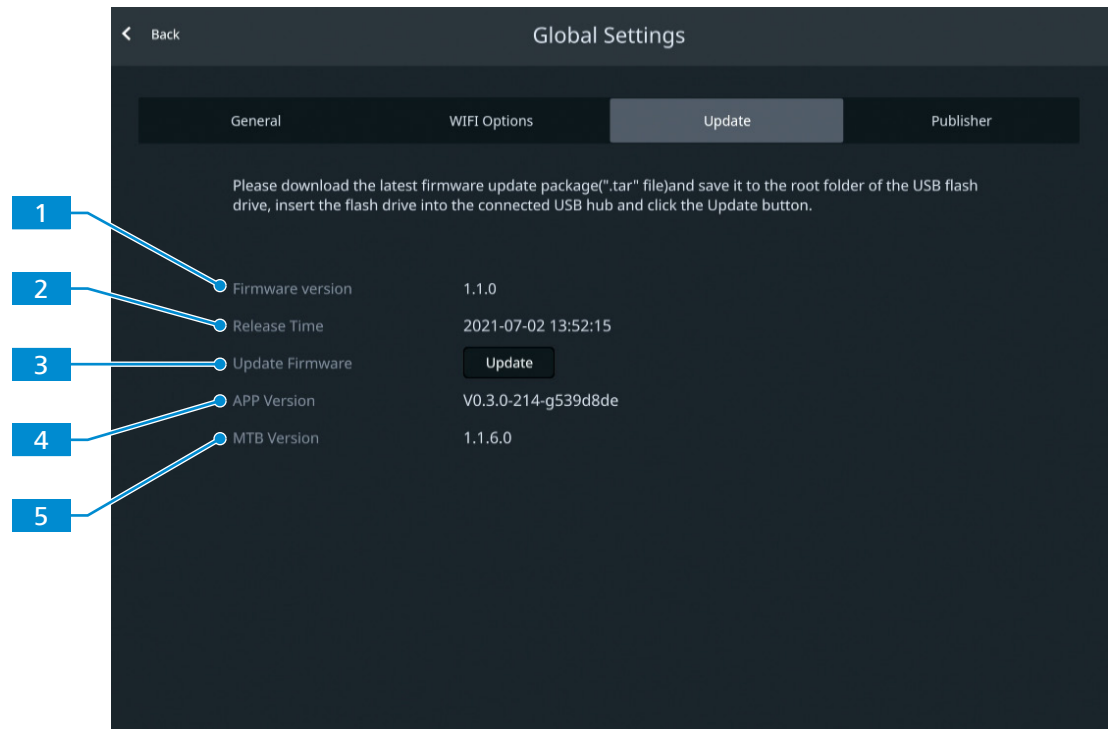 Back
Global Settings
General
WIFI Options
Update
Publisher
Please download the latest firmware update package(".tar" file)and save it to the root folder of the USB flash
drive, insert the flash drive into the connected USB hub and click the Update button.
1
Firmware version 1.1.0
2
Release Time 2021-07-02 13:52:15
3
Update Firmware Update
4
APP Version V0.3.0-214-g539d8de
5
MTB Version 1.1.6.0